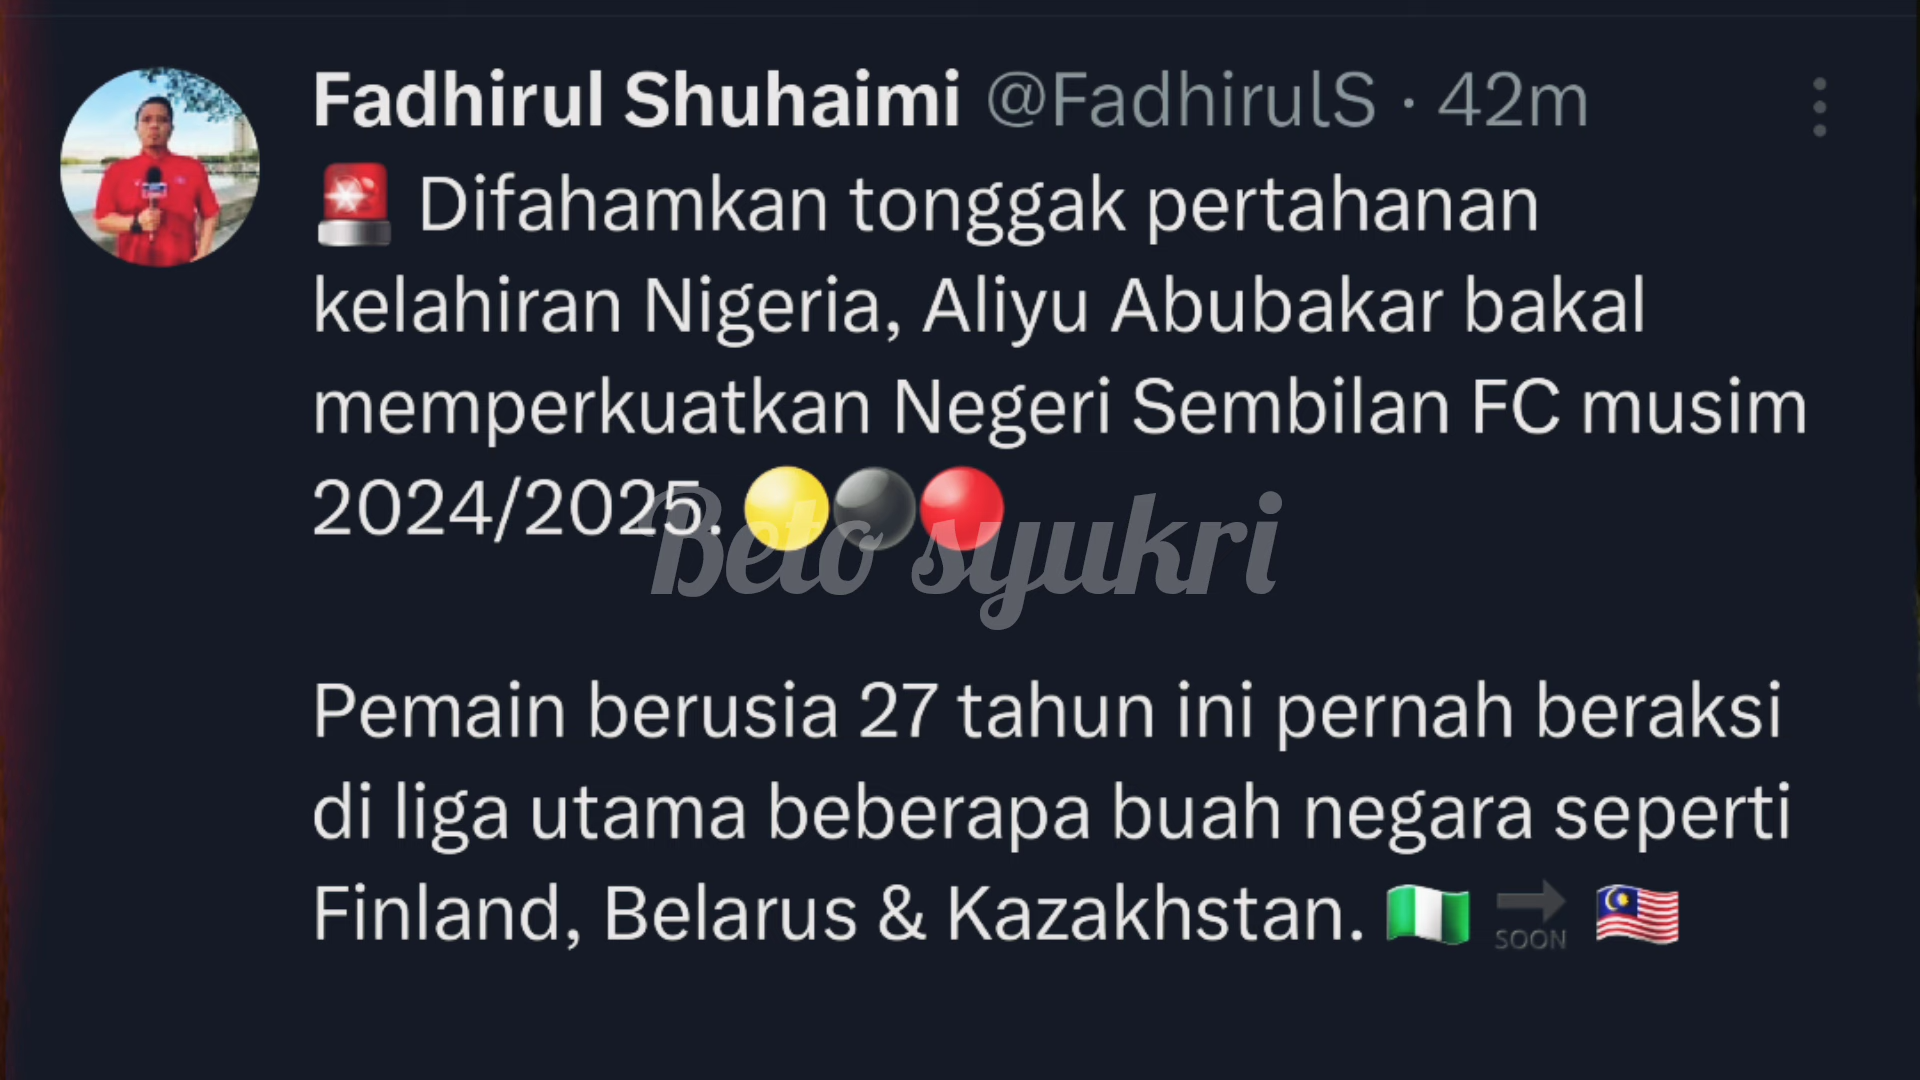 Fadhirul Shuhaimi @FadhirulS · 42m
🚨 Difahamkan tonggak pertahanan
kelahiran Nigeria, Aliyu Abubakar bakal
memperkuatkan Negeri Sembilan FC musim
2024/2025. 🟡⚫🔴
Beto syukri
Pemain berusia 27 tahun ini pernah beraksi
di liga utama beberapa buah negara seperti
Finland, Belarus & Kazakhstan. 🇳🇬 🔜 🇲🇾